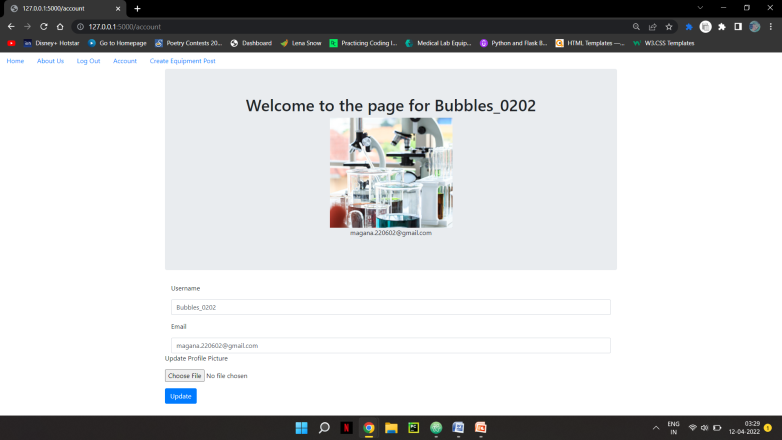 127.0.0.1:5000/account
127.0.0.1:5000/account
Disney+ Hotstar
Go to Homepage
Poetry Contents 20...
Dashboard
Lena Snow
Practicing Coding I...
Medical Lab Equip...
Python and Flask B...
HTML Templates —...
W3.CSS Templates
Home
About Us
Log Out
Account
Create Equipment Post
Welcome to the page for Bubbles_0202
magana.220602@gmail.com
Username
Bubbles_0202
Email
magana.220602@gmail.com
Update Profile Picture
Choose File No file chosen
Update
ENG
IN
03:29
12-04-2022